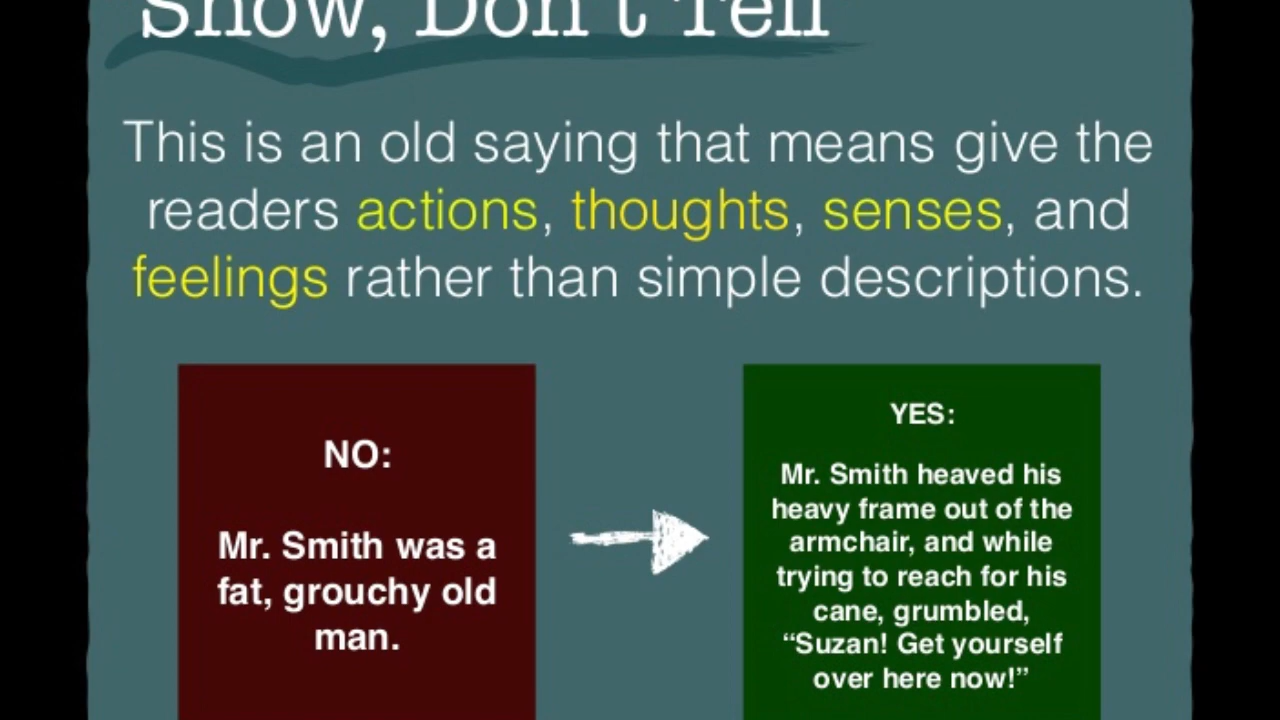 Show, Don't Tell
This is an old saying that means give the
readers actions, thoughts, senses, and
feelings rather than simple descriptions.
NO:
Mr. Smith was a
fat, grouchy old
man.
YES:
Mr. Smith heaved his
heavy frame out of the
armchair, and while
trying to reach for his
cane, grumbled,
“Suzan! Get yourself
over here now!”